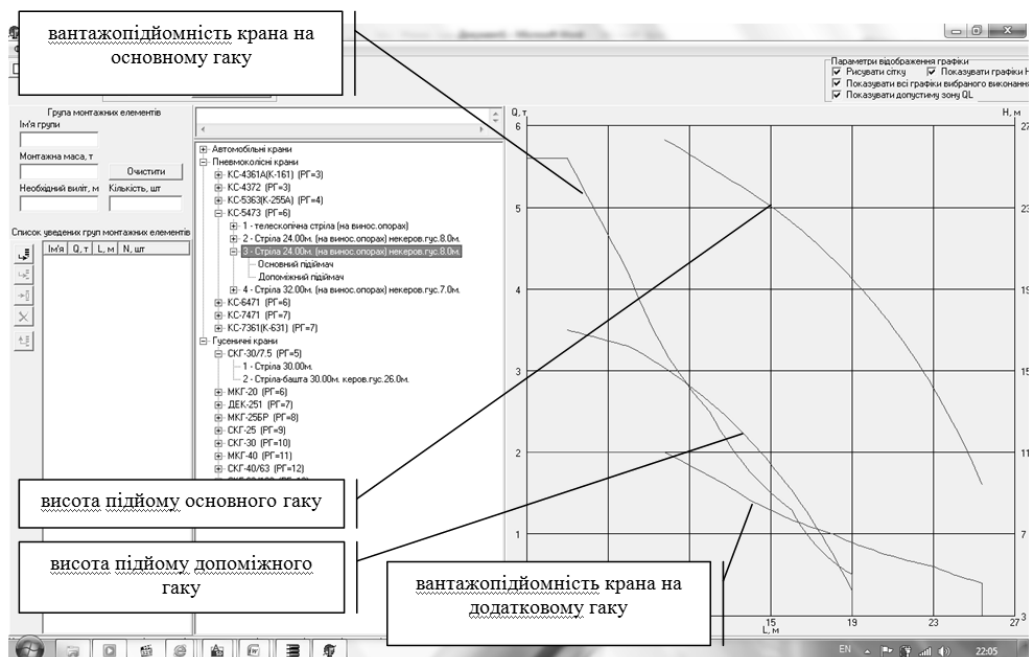 вантажопідйомність крана на
основному гаку
Параметри відображення графіки
Рисувати сітку
Показувати графіки Н
Показувати всі графіки вибраного виконання
Показувати допустиму зону QL
Група монтажних елементів
Ім'я групи
Монтажна маса, т
Очистити
Необхідний виліт, м
Кількість, шт
Список уведених груп монтажних елементів
Ім'я Q, т L, м N, шт
Автомобільні крани
Пневмоколісні крани
КС-4361А(К-161) (РГ=3)
КС-4372 (РГ=3)
КС-5363(К-255А) (РГ=4)
КС-5473 (РГ=6)
1 - телескопічна стріла (на винос.опорах)
2 - Стріла 24.00м. (на винос.опорах) некеров.гус.8.0м.
3 - Стріла 24.00м. (на винос.опорах) некеров.гус.8.0м.
Основний підіймач
Допоміжний підіймач
4 - Стріла 32.00м. (на винос.опорах) некеров.гус.7.0м.
КС-6471 (РГ=6)
КС-7471 (РГ=7)
КС-7361(К-631) (РГ=7)
Гусеничні крани
СКГ-30/7.5 (РГ=5)
1 - Стріла 30.00м.
2 - Стріла-башта 30.00м. керов.гус.26.0м.
МКГ-20 (РГ=6)
ДЕК-251 (РГ=7)
МКГ-25БР (РГ=8)
СКГ-25 (РГ=9)
СКГ-30 (РГ=10)
МКГ-40 (РГ=11)
СКГ-40/63 (РГ=12)
Q, т
H, м
6
27
5
23
4
19
3
15
2
11
1
7
3
15
19
23
27
L, м
висота підйому основного гаку
висота підйому допоміжного
гаку
вантажопідйомність крана на
додатковому гаку
EN
22:05